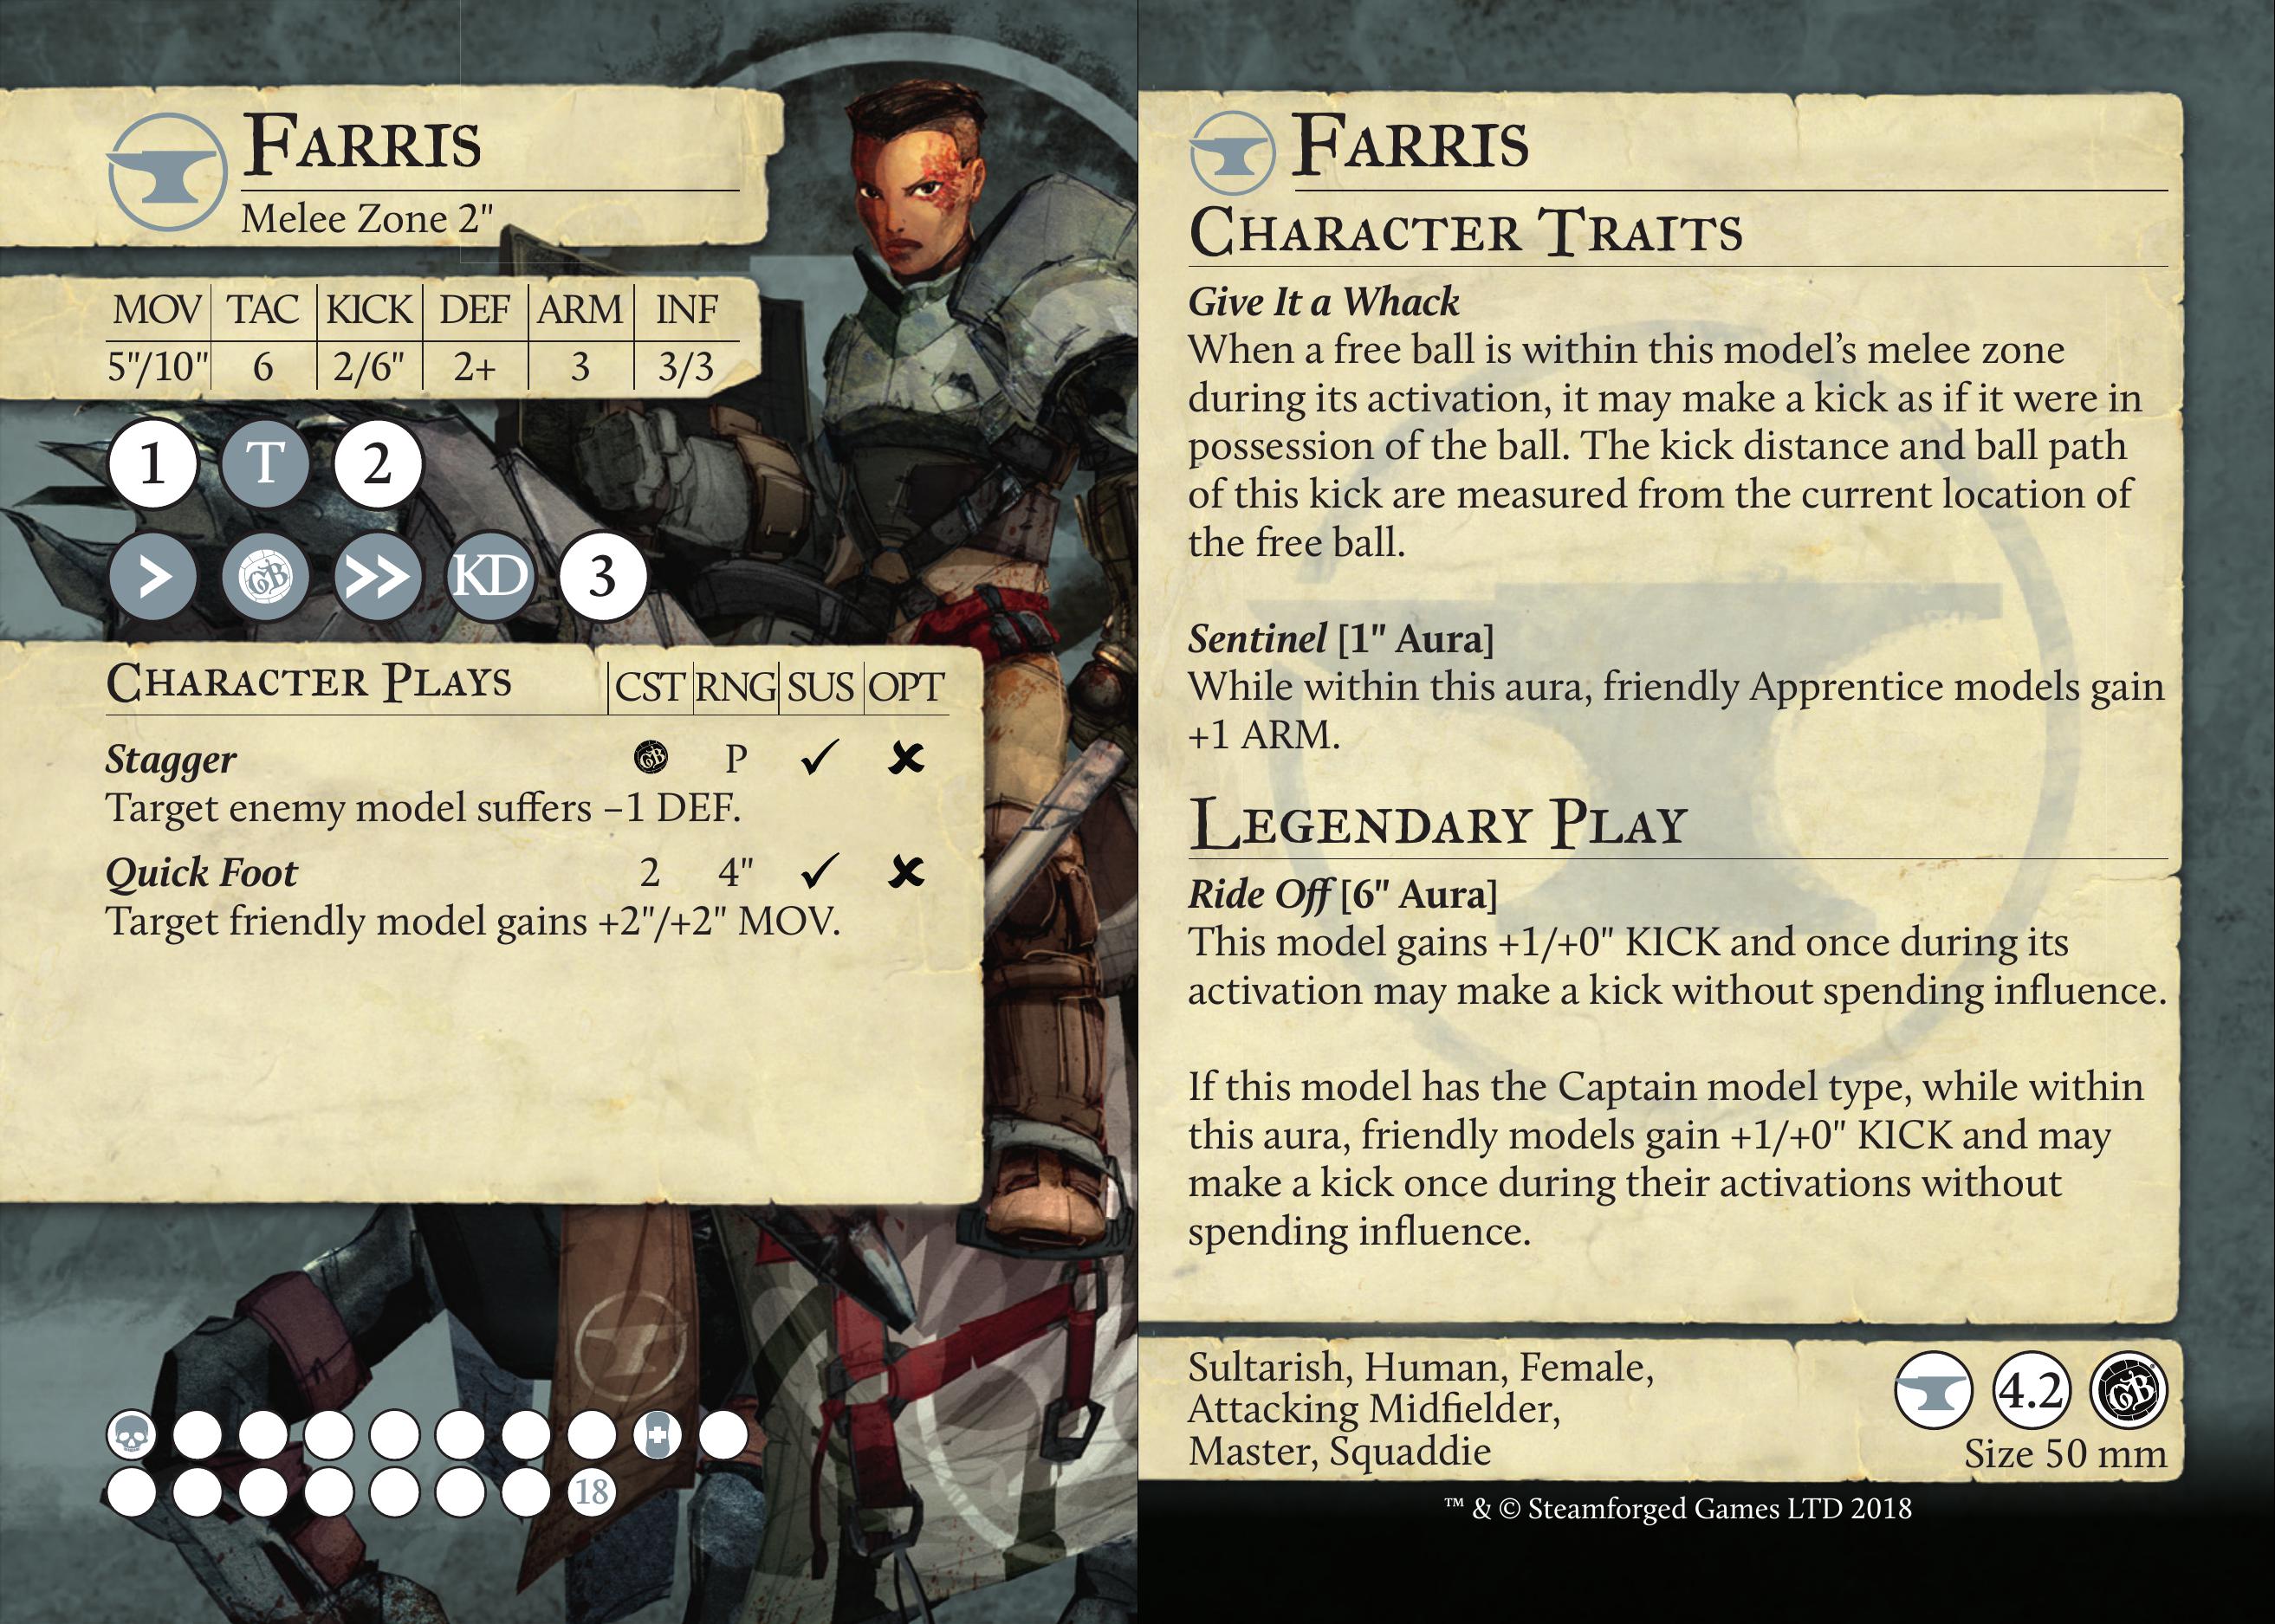 FARRIS
Melee Zone 2"
MOV TAC KICK DEF ARM INF
5"/10" 6 2/6" 2+ 3 3/3
1 T 2
> GB >> KD 3
CHARACTER PLAYS CST RNG SUS OPT
Stagger GB P ✓ ✘
Target enemy model suffers −1 DEF.
Quick Foot 2 4" ✓ ✘
Target friendly model gains +2"/+2" MOV.
18
FARRIS
CHARACTER TRAITS
Give It a Whack
When a free ball is within this model’s melee zone
during its activation, it may make a kick as if it were in
possession of the ball. The kick distance and ball path
of this kick are measured from the current location of
the free ball.
Sentinel [1" Aura]
While within this aura, friendly Apprentice models gain
+1 ARM.
LEGENDARY PLAY
Ride Off [6" Aura]
This model gains +1/+0" KICK and once during its
activation may make a kick without spending influence.
If this model has the Captain model type, while within
this aura, friendly models gain +1/+0" KICK and may
make a kick once during their activations without
spending influence.
Sultarish, Human, Female,
Attacking Midfielder,
Master, Squaddie
4.2 GB
Size 50 mm
™ & © Steamforged Games LTD 2018